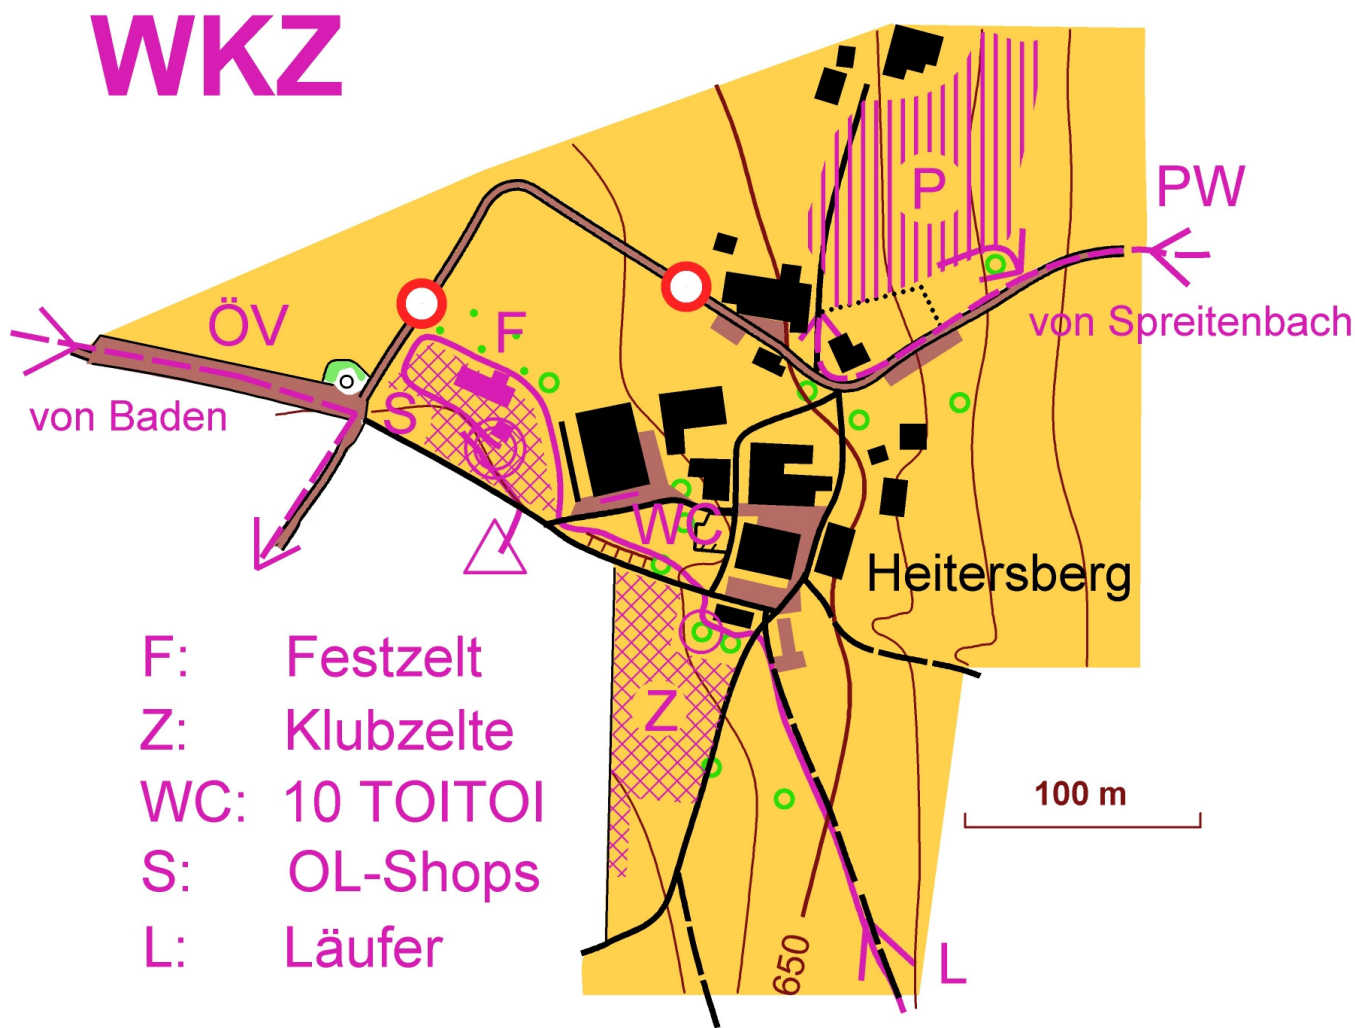 WKZ
P
PW
ÖV
F
von Spreitenbach
von Baden
S
WC
Heitersberg
F: Festzelt
Z
Z: Klubzelte
WC: 10 TOITOI
100 m
S: OL-Shops
L: Läufer
650
L